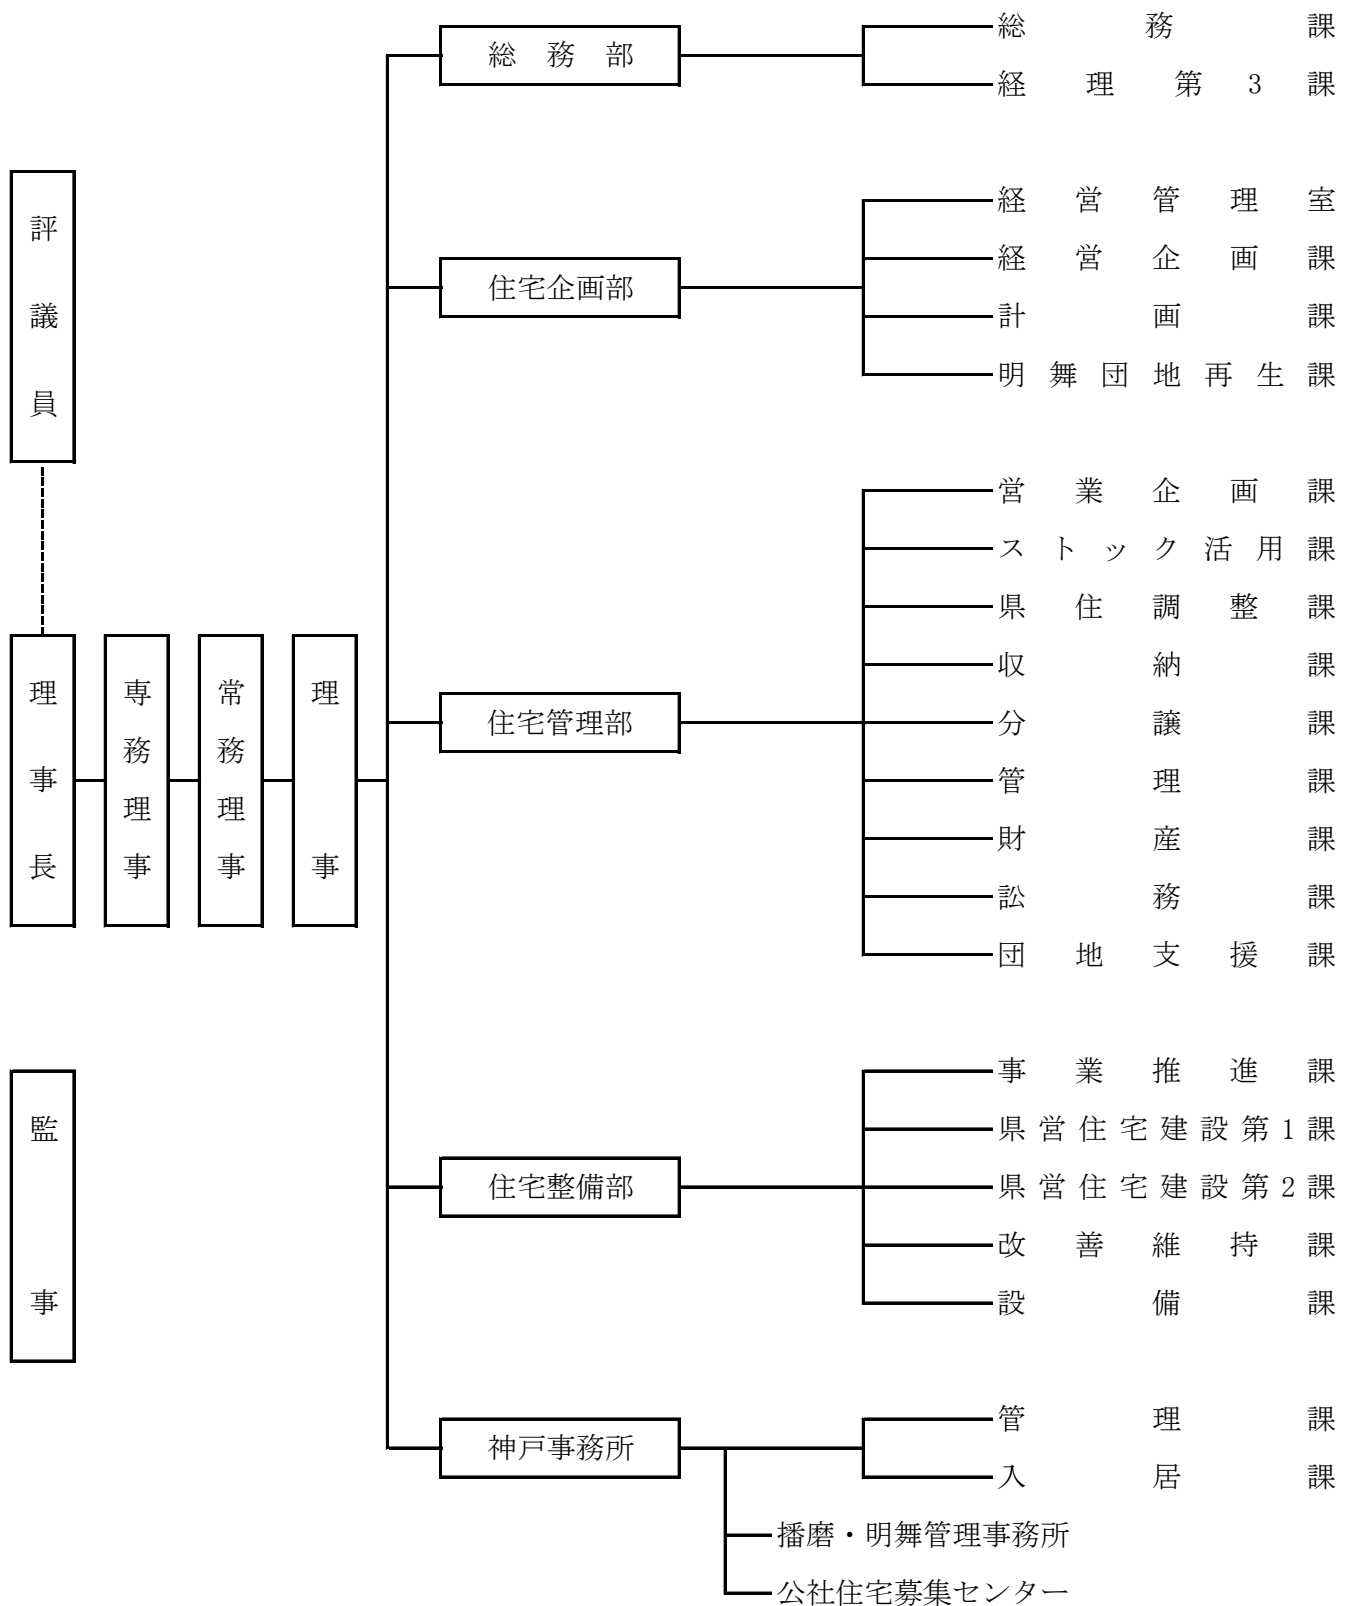 評議員
理事長
専務理事
常務理事
理事
監事
総務部
総務課
経理第3課
住宅企画部
経営管理室
経営企画課
計画課
明舞団地再生課
住宅管理部
営業企画課
ストック活用課
県住調整課
収納課
分譲課
管理課
財産課
訟務課
団地支援課
住宅整備部
事業推進課
県営住宅建設第1課
県営住宅建設第2課
改善維持課
設備課
神戸事務所
管理課
入居課
播磨・明舞管理事務所
公社住宅募集センター